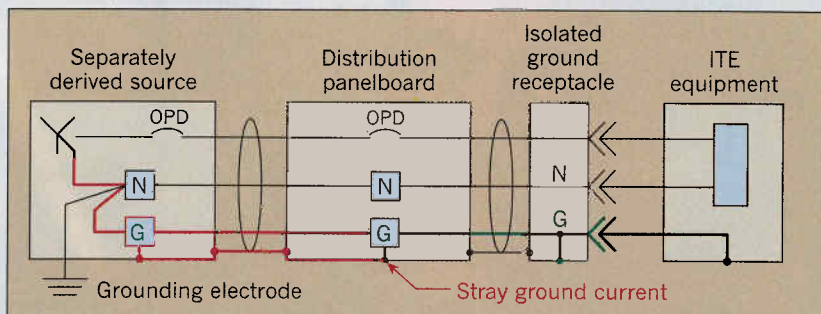 Separately
derived source
Distribution
panelboard
Isolated
ground
receptacle
ITE
equipment
OPD
OPD
N
N
N
G
G
G
Grounding electrode
Stray ground current